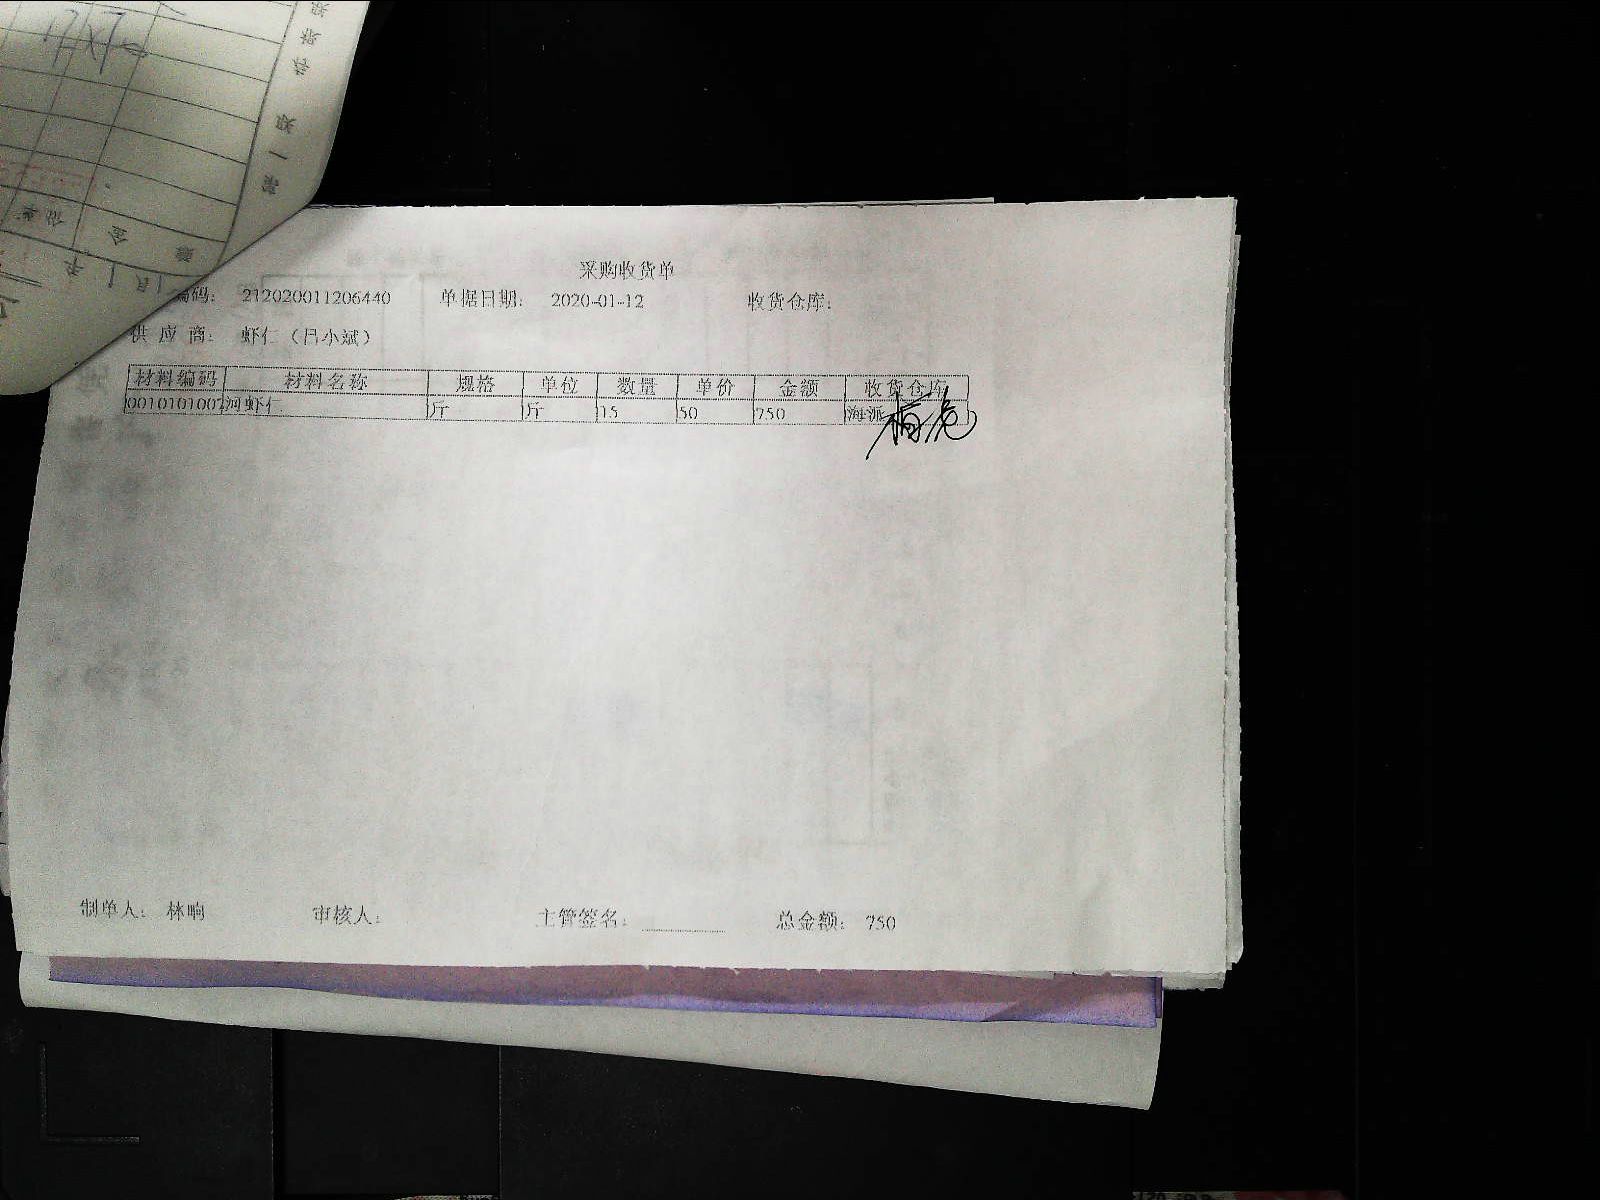 采购收货单
编码: 212020011206440 单据日期: 2020-01-12 收货仓库:
供应商: 虾仁（吕小斌）
材料编码 材料名称 规格 单位 数量 单价 金额 收货仓库
0010101007 河虾仁 斤 斤 15 50 750 海派
制单人: 林响 审核人: 主管签名: 总金额: 750